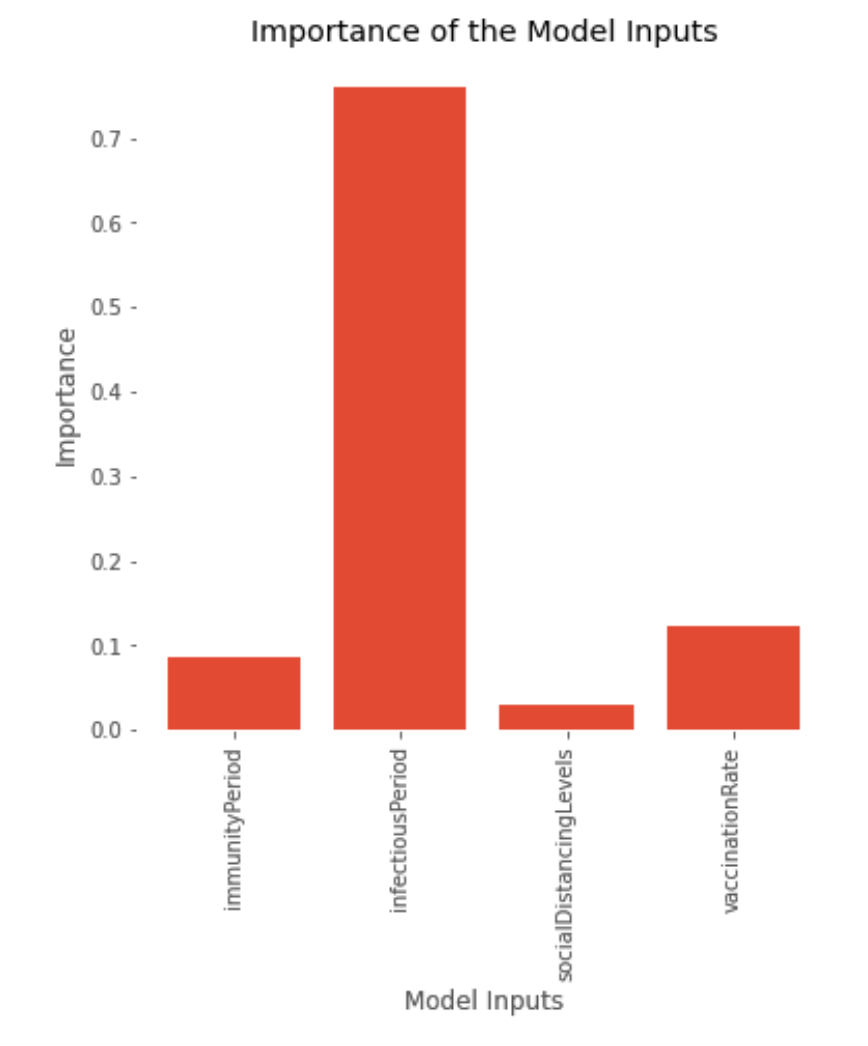 Importance of the Model Inputs
Importance
0.7
0.6
0.5
0.4
0.3
0.2
0.1
0.0
immunityPeriod
infectiousPeriod
socialDistancingLevels
vaccinationRate
Model Inputs